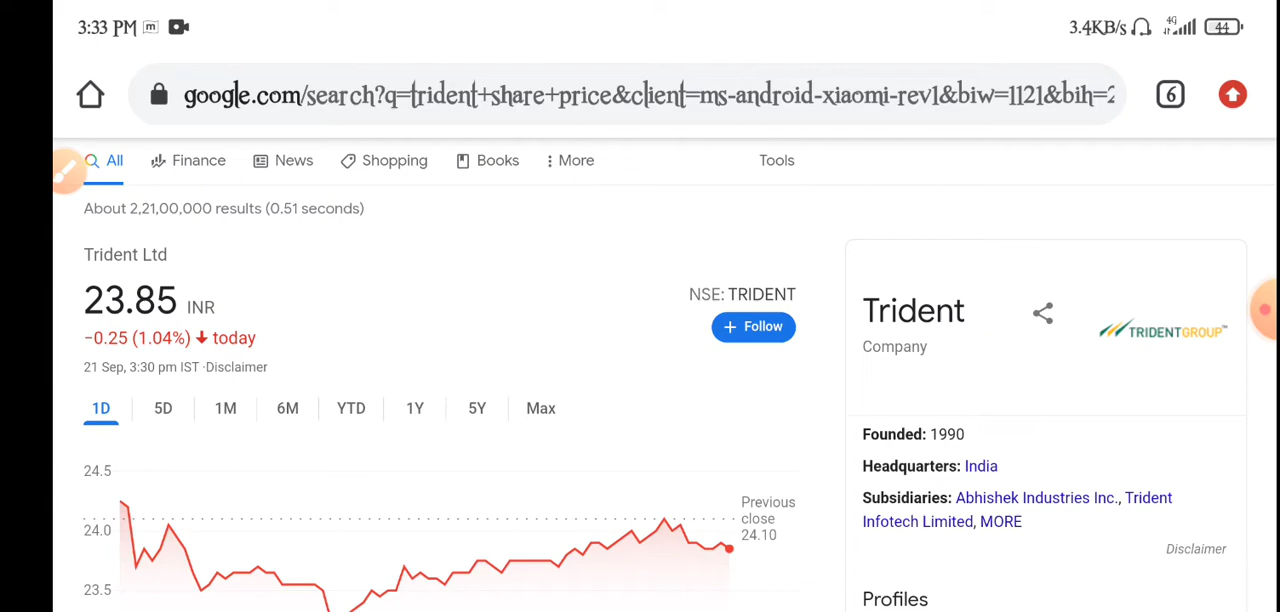 3:33 PM m
3.4KB/s 4G 44
google.com/search?q=trident+share+price&client=ms-android-xiaomi-rev1&biw=1121&bih=2
6
All Finance News Shopping Books More Tools
About 2,21,00,000 results (0.51 seconds)
Trident Ltd
23.85 INR
−0.25 (1.04%) today
21 Sep, 3:30 pm IST ·Disclaimer
NSE: TRIDENT
+ Follow
1D 5D 1M 6M YTD 1Y 5Y Max
24.5
24.0
23.5
Previous
close
24.10
Trident
Company
TRIDENTGROUP™
Founded: 1990
Headquarters: India
Subsidiaries: Abhishek Industries Inc., Trident
Infotech Limited, MORE
Disclaimer
Profiles